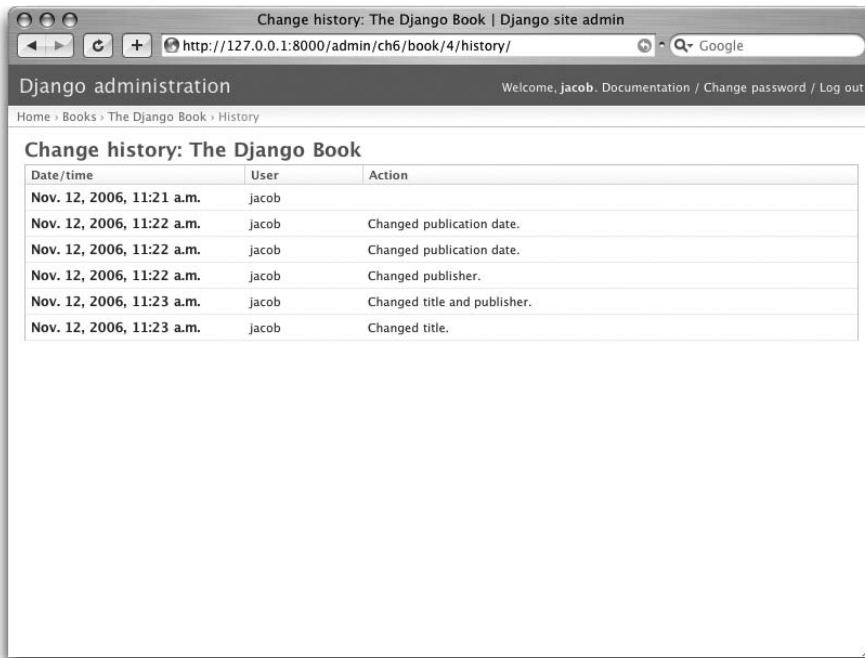 Change history: The Django Book | Django site admin
http://127.0.0.1:8000/admin/ch6/book/4/history/ Google
Django administration Welcome, jacob. Documentation / Change password / Log out
Home › Books › The Django Book › History
Change history: The Django Book
Date/time User Action
Nov. 12, 2006, 11:21 a.m. jacob
Nov. 12, 2006, 11:22 a.m. jacob Changed publication date.
Nov. 12, 2006, 11:22 a.m. jacob Changed publication date.
Nov. 12, 2006, 11:22 a.m. jacob Changed publisher.
Nov. 12, 2006, 11:23 a.m. jacob Changed title and publisher.
Nov. 12, 2006, 11:23 a.m. jacob Changed title.